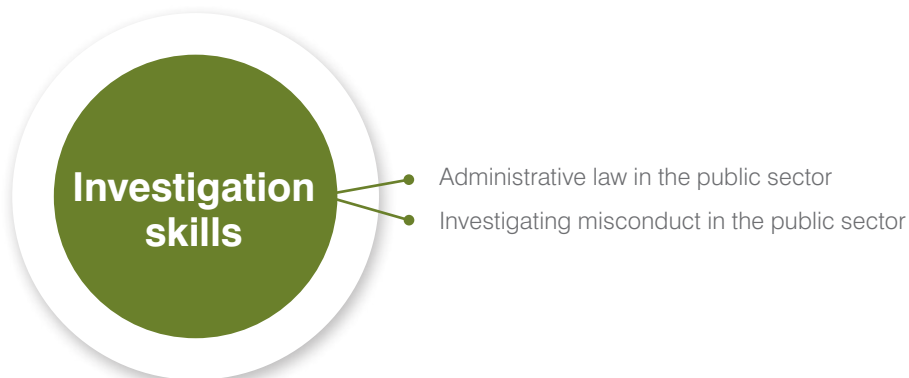 Investigation
skills
Administrative law in the public sector
Investigating misconduct in the public sector